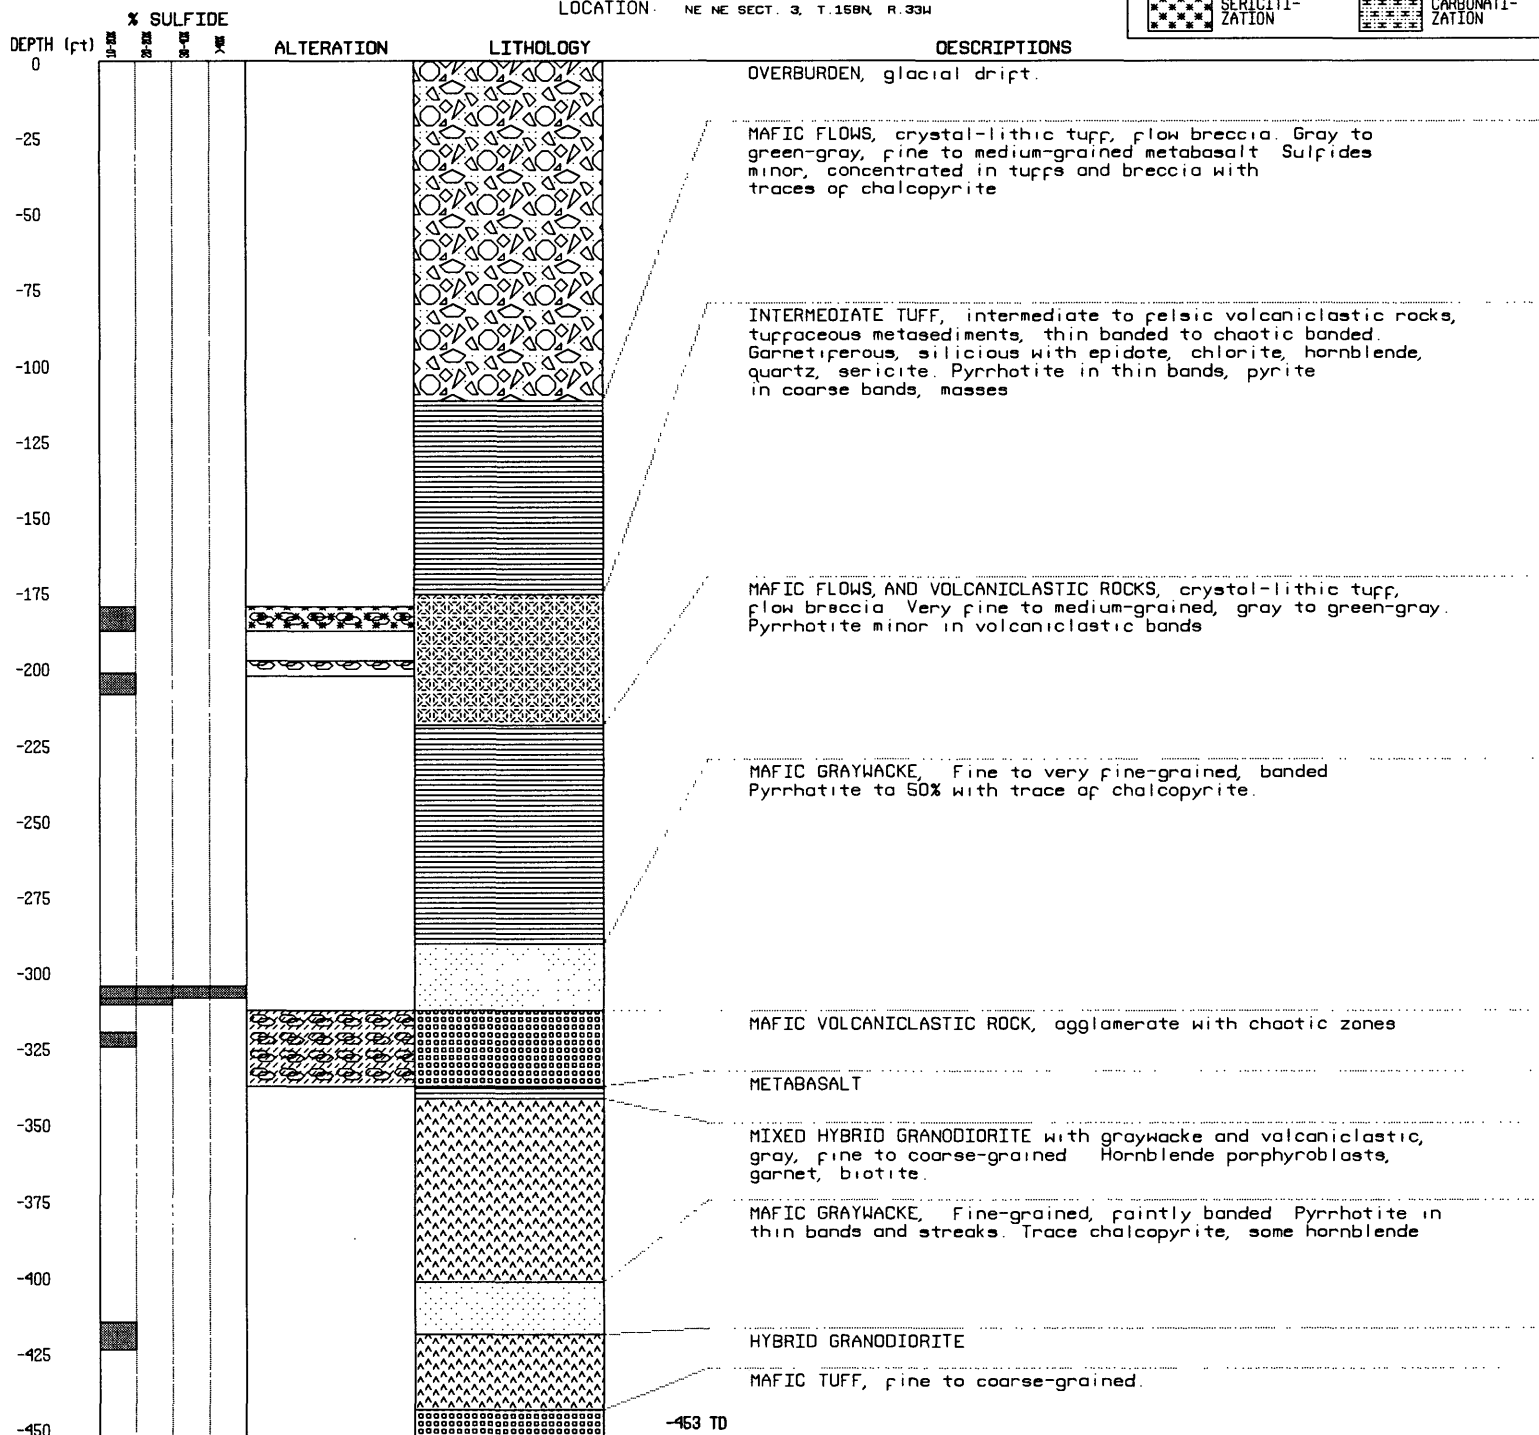 LOCATION: NE NE SECT. 3, T.158N, R.33W
SERICITI-
ZATION
CARBONATI-
ZATION
% SULFIDE
DEPTH (ft)
10-20%
20-30%
30-40%
>40%
ALTERATION
LITHOLOGY
DESCRIPTIONS
0
OVERBURDEN, glacial drift.
-25
MAFIC FLOWS, crystal-lithic tuff, flow breccia. Gray to
green-gray, fine to medium-grained metabasalt Sulfides
minor, concentrated in tuffs and breccia with
traces of chalcopyrite
-50
-75
INTERMEDIATE TUFF, intermediate to felsic volcaniclastic rocks,
tuffaceous metasediments, thin banded to chaotic banded.
Garnetiferous, silicious with epidote, chlorite, hornblende,
quartz, sericite. Pyrrhotite in thin bands, pyrite
in coarse bands, masses
-100
-125
-150
-175
MAFIC FLOWS, AND VOLCANICLASTIC ROCKS, crystal-lithic tuff,
flow breccia Very fine to medium-grained, gray to green-gray.
Pyrrhotite minor in volcaniclastic bands
-200
-225
MAFIC GRAYWACKE, Fine to very fine-grained, banded
Pyrrhotite to 50% with trace of chalcopyrite.
-250
-275
-300
MAFIC VOLCANICLASTIC ROCK, agglamerate with chaotic zones
-325
METABASALT
-350
MIXED HYBRID GRANODIORITE with graywacke and volcaniclastic,
gray, fine to coarse-grained Hornblende porphyroblasts,
garnet, biotite.
-375
MAFIC GRAYWACKE, Fine-grained, faintly banded Pyrrhotite in
thin bands and streaks. Trace chalcopyrite, some hornblende
-400
HYBRID GRANODIORITE
-425
MAFIC TUFF, fine to coarse-grained.
-450
-453 TD